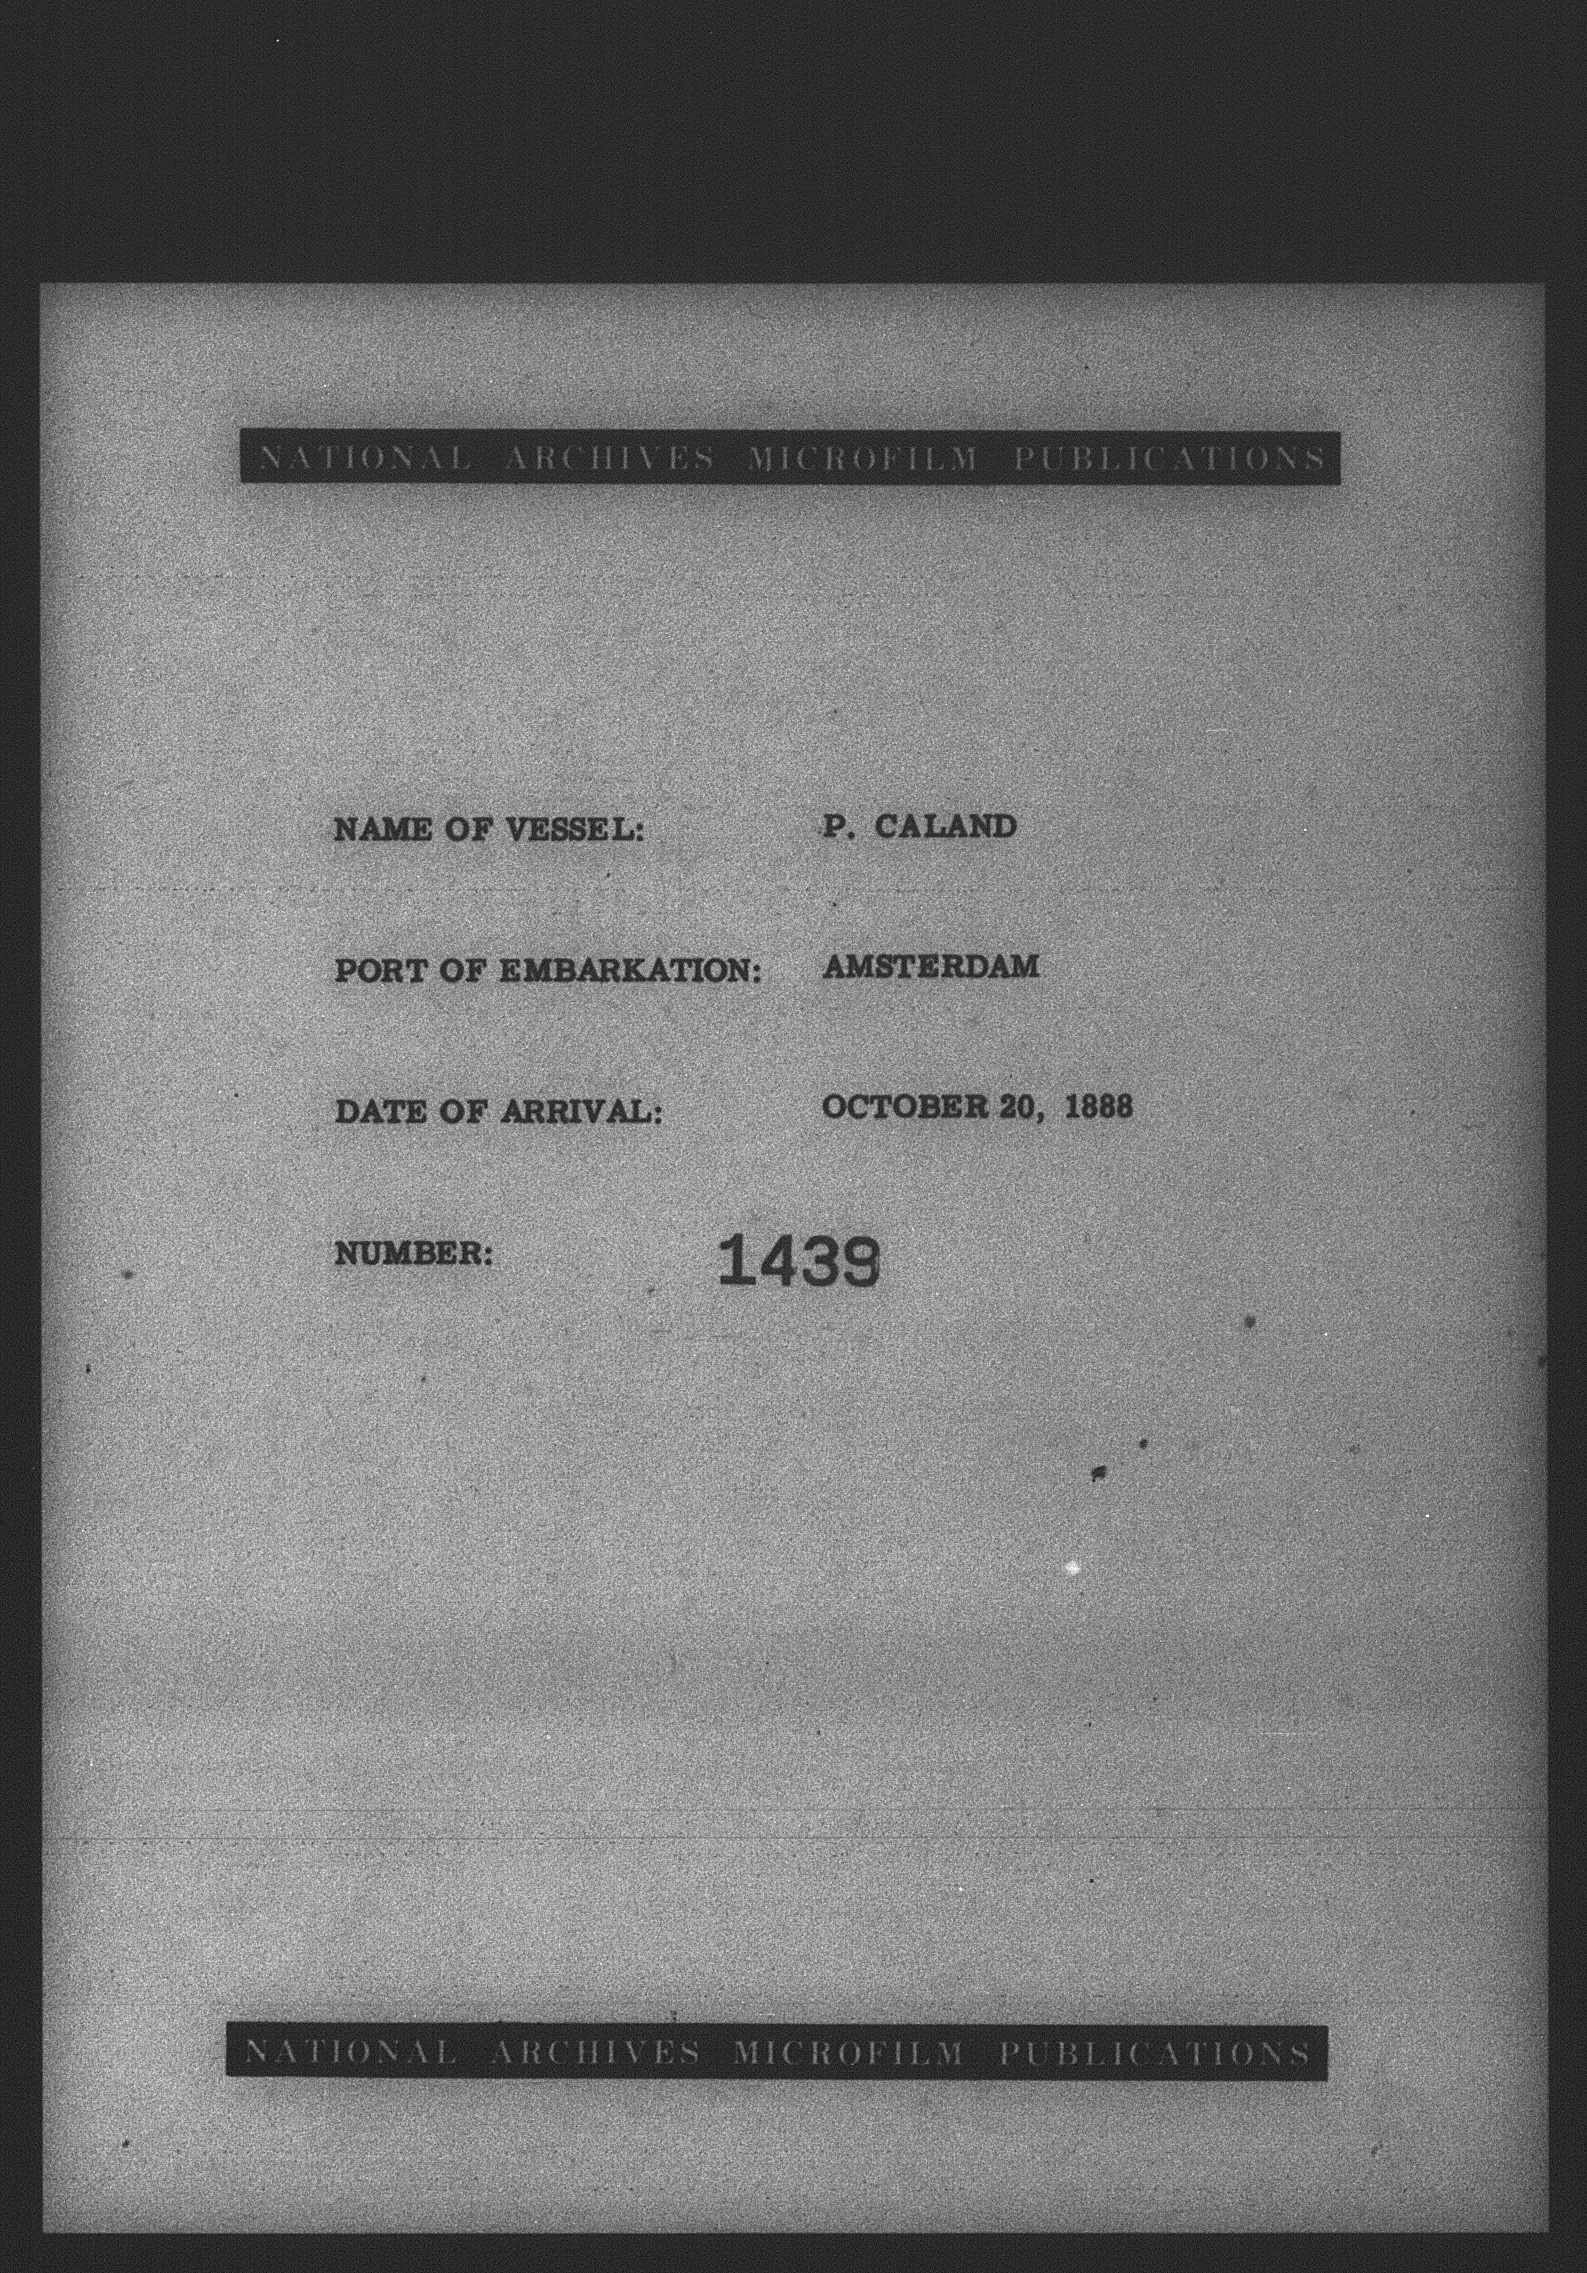 NATIONAL ARCHIVES MICROFILM PUBLICATIONS
NAME OF VESSEL: P. CALAND
PORT OF EMBARKATION: AMSTERDAM
DATE OF ARRIVAL: OCTOBER 20, 1888
NUMBER: 1439
NATIONAL ARCHIVES MICROFILM PUBLICATIONS